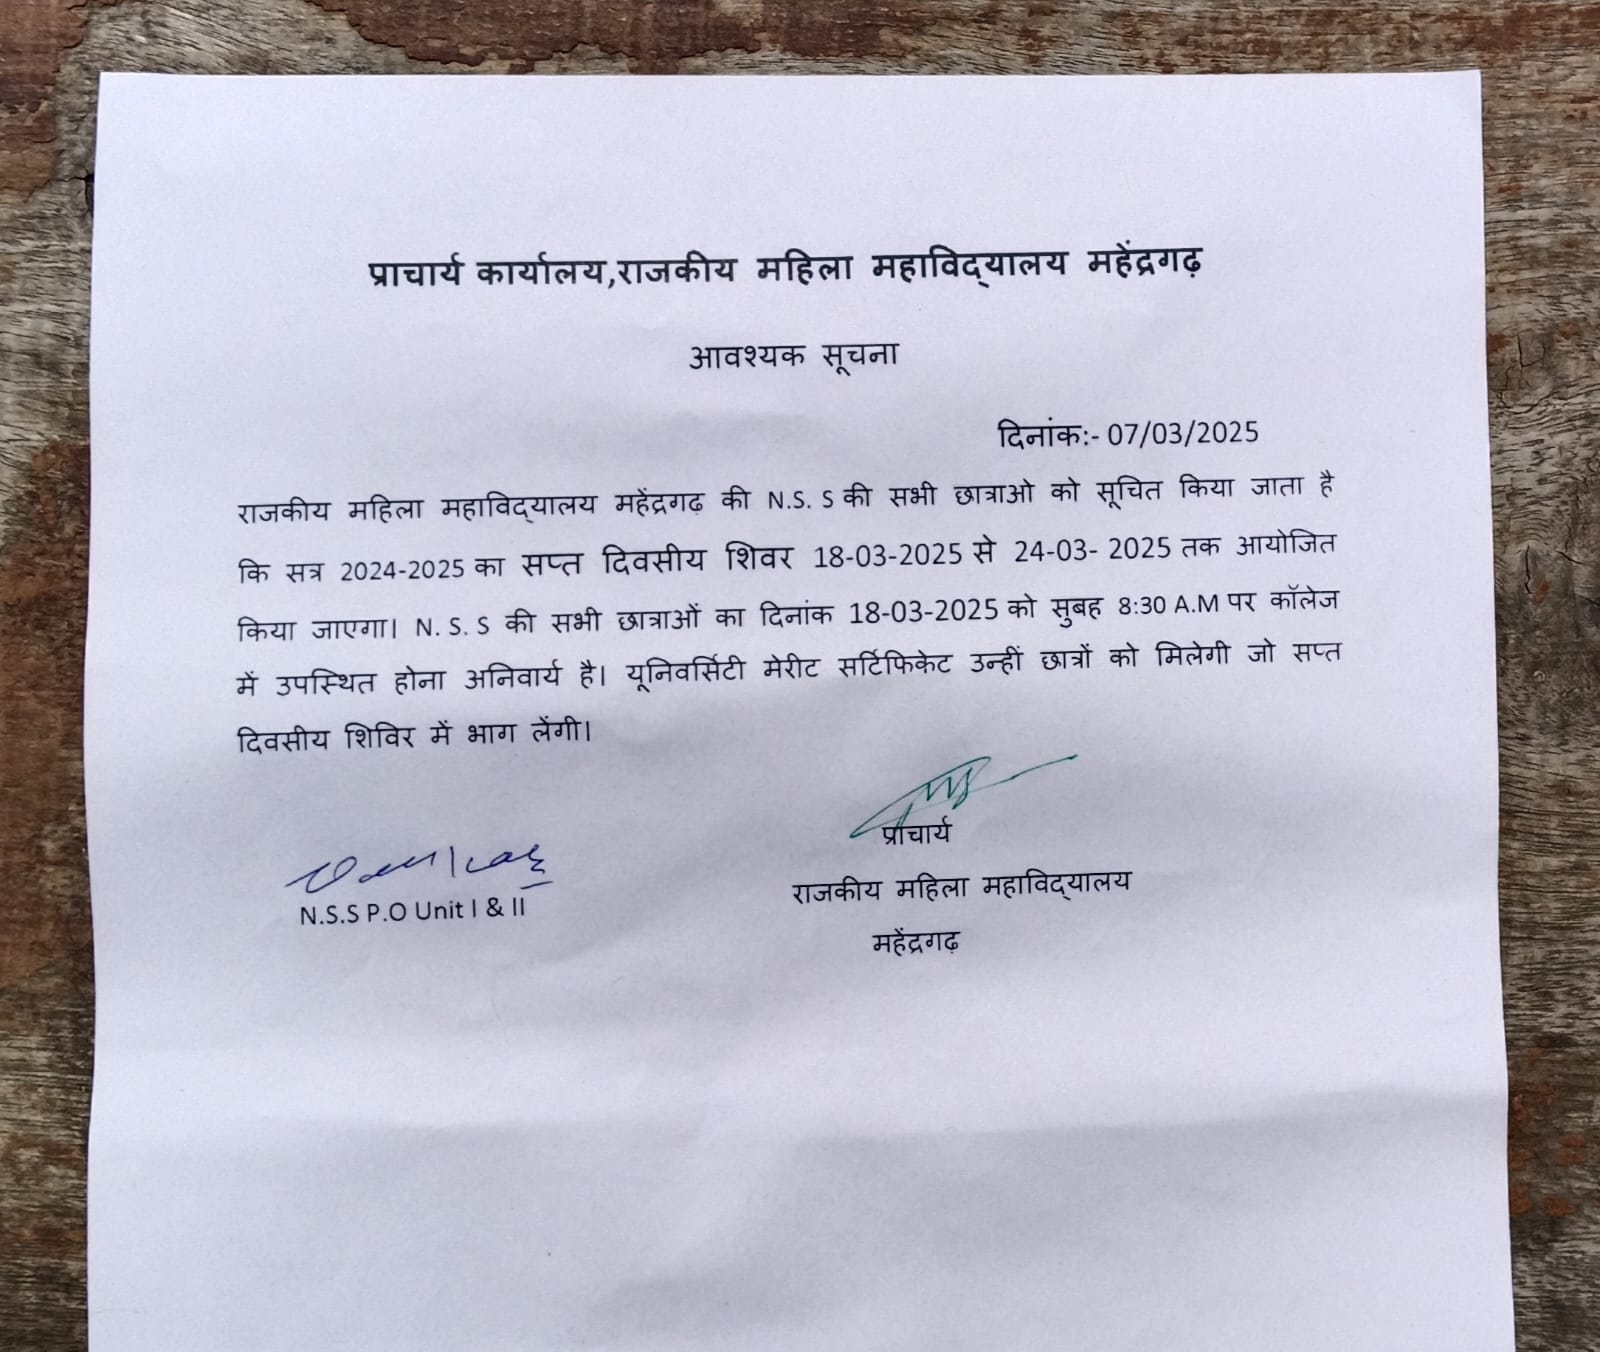 प्राचार्य कार्यालय,राजकीय महिला महाविद्यालय महेंद्रगढ़
आवश्यक सूचना
दिनांक:- 07/03/2025
राजकीय महिला महाविद्यालय महेंद्रगढ़ की N.S. S की सभी छात्राओ को सूचित किया जाता है
कि सत्र 2024-2025 का सप्त दिवसीय शिवर 18-03-2025 से 24-03- 2025 तक आयोजित
किया जाएगा। N. S. S की सभी छात्राओं का दिनांक 18-03-2025 को सुबह 8:30 A.M पर कॉलेज
में उपस्थित होना अनिवार्य है। यूनिवर्सिटी मेरीट सर्टिफिकेट उन्हीं छात्रों को मिलेगी जो सप्त
दिवसीय शिविर में भाग लेंगी।
प्राचार्य
राजकीय महिला महाविद्यालय
महेंद्रगढ़
N.S.S P.O Unit I & II